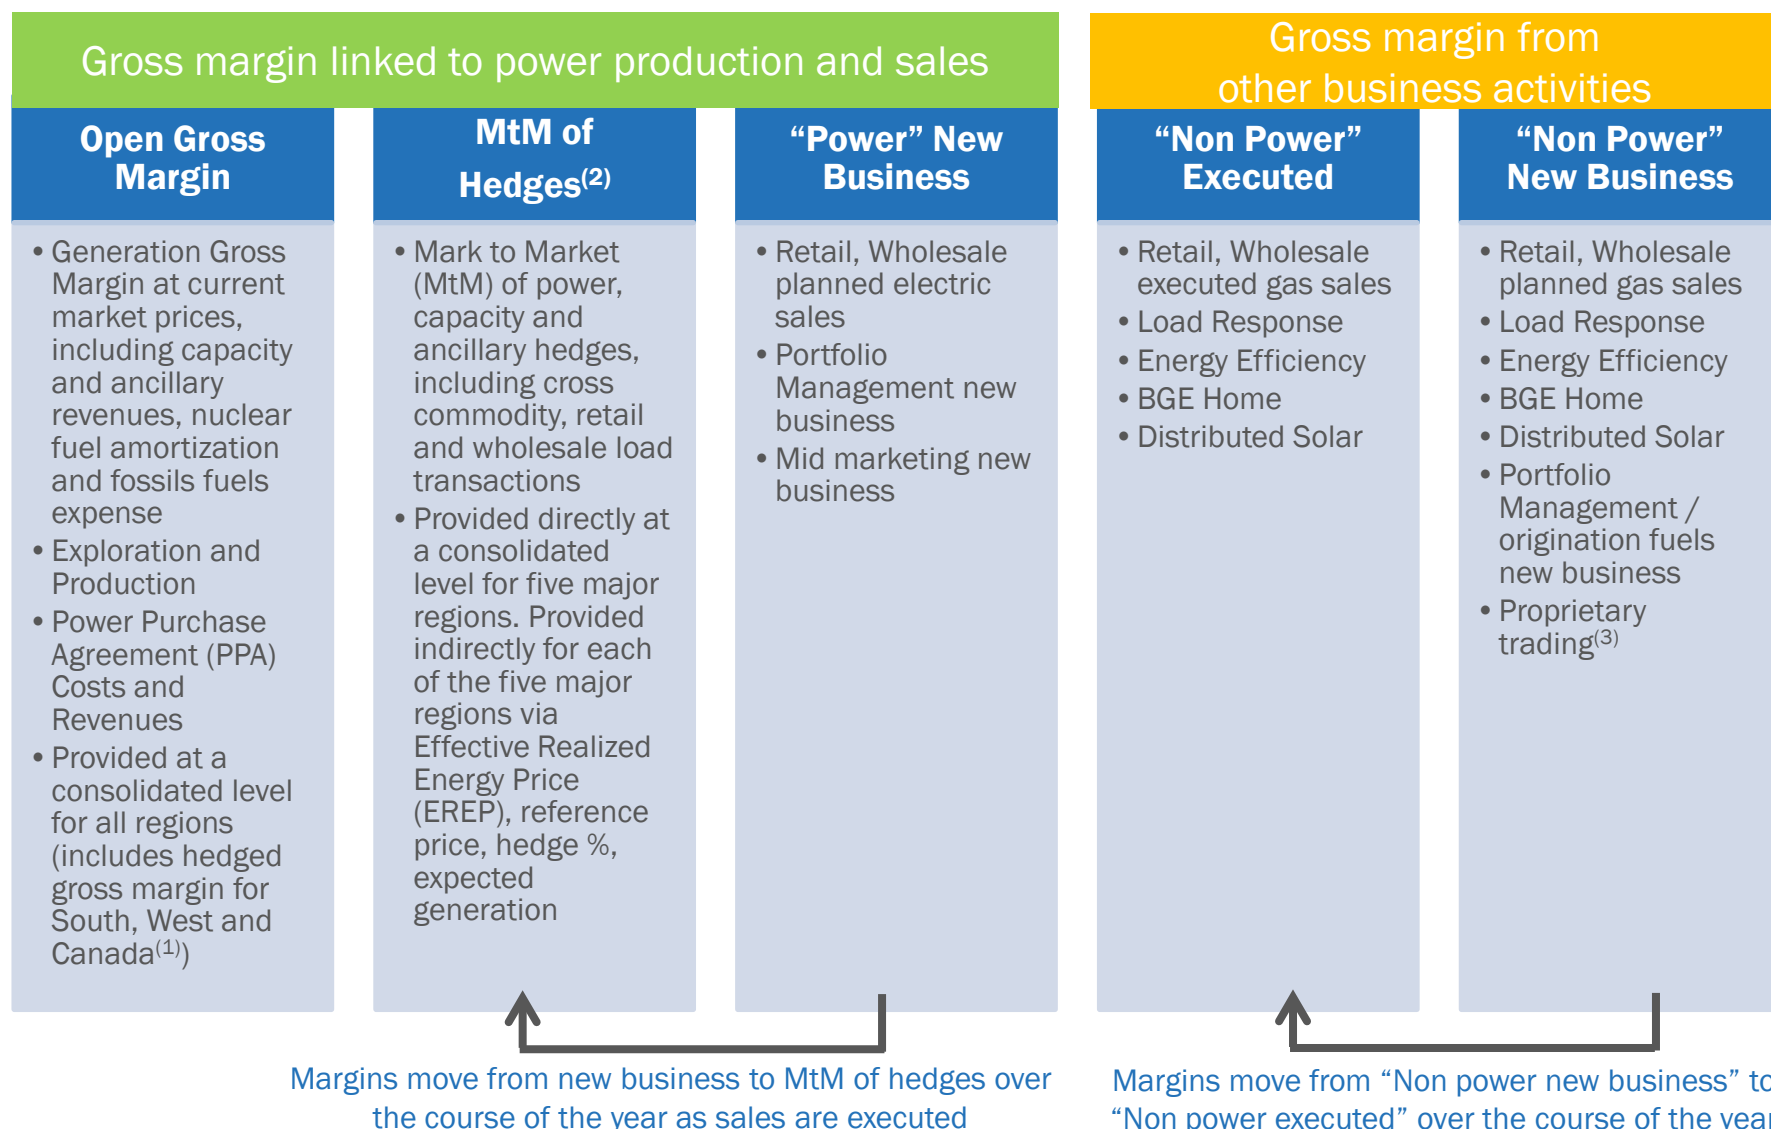 Gross margin linked to power production and sales
Gross margin from
other business activities
Open Gross
Margin
• Generation Gross
Margin at current
market prices,
including capacity
and ancillary
revenues, nuclear
fuel amortization
and fossils fuels
expense
• Exploration and
Production
• Power Purchase
Agreement (PPA)
Costs and
Revenues
• Provided at a
consolidated level
for all regions
(includes hedged
gross margin for
South, West and
Canada(1))
MtM of
Hedges(2)
• Mark to Market
(MtM) of power,
capacity and
ancillary hedges,
including cross
commodity, retail
and wholesale load
transactions
• Provided directly at
a consolidated
level for five major
regions. Provided
indirectly for each
of the five major
regions via
Effective Realized
Energy Price
(EREP), reference
price, hedge %,
expected
generation
“Power” New
Business
• Retail, Wholesale
planned electric
sales
• Portfolio
Management new
business
• Mid marketing new
business
“Non Power”
Executed
• Retail, Wholesale
executed gas sales
• Load Response
• Energy Efficiency
• BGE Home
• Distributed Solar
“Non Power”
New Business
• Retail, Wholesale
planned gas sales
• Load Response
• Energy Efficiency
• BGE Home
• Distributed Solar
• Portfolio
Management /
origination fuels
new business
• Proprietary
trading(3)
Margins move from new business to MtM of hedges over
the course of the year as sales are executed
Margins move from “Non power new business” to
“Non power executed” over the course of the year